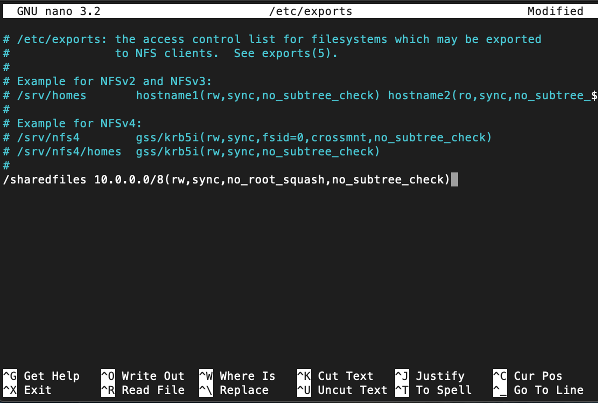 GNU nano 3.2 /etc/exports Modified
# /etc/exports: the access control list for filesystems which may be exported
# to NFS clients. See exports(5).
#
# Example for NFSv2 and NFSv3:
# /srv/homes hostname1(rw,sync,no_subtree_check) hostname2(ro,sync,no_subtree_$
#
# Example for NFSv4:
# /srv/nfs4 gss/krb5i(rw,sync,fsid=0,crossmnt,no_subtree_check)
# /srv/nfs4/homes gss/krb5i(rw,sync,no_subtree_check)
#
/sharedfiles 10.0.0.0/8(rw,sync,no_root_squash,no_subtree_check)
^G Get Help ^O Write Out ^W Where Is ^K Cut Text ^J Justify ^C Cur Pos
^X Exit ^R Read File ^\ Replace ^U Uncut Text ^T To Spell ^_ Go To Line